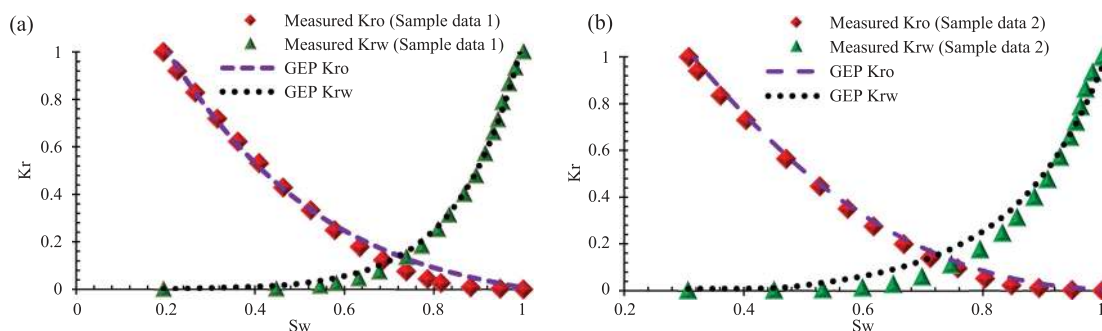 (a)
Measured Kro (Sample data 1)
Measured Krw (Sample data 1)
GEP Kro
GEP Krw
1
0.8
0.6
0.4
0.2
0
Kr
0
0.2
0.4
0.6
0.8
1
Sw
(b)
Measured Kro (Sample data 2)
Measured Krw (Sample data 2)
GEP Kro
GEP Krw
1
0.8
0.6
0.4
0.2
0
Kr
0.2
0.4
0.6
0.8
1
Sw